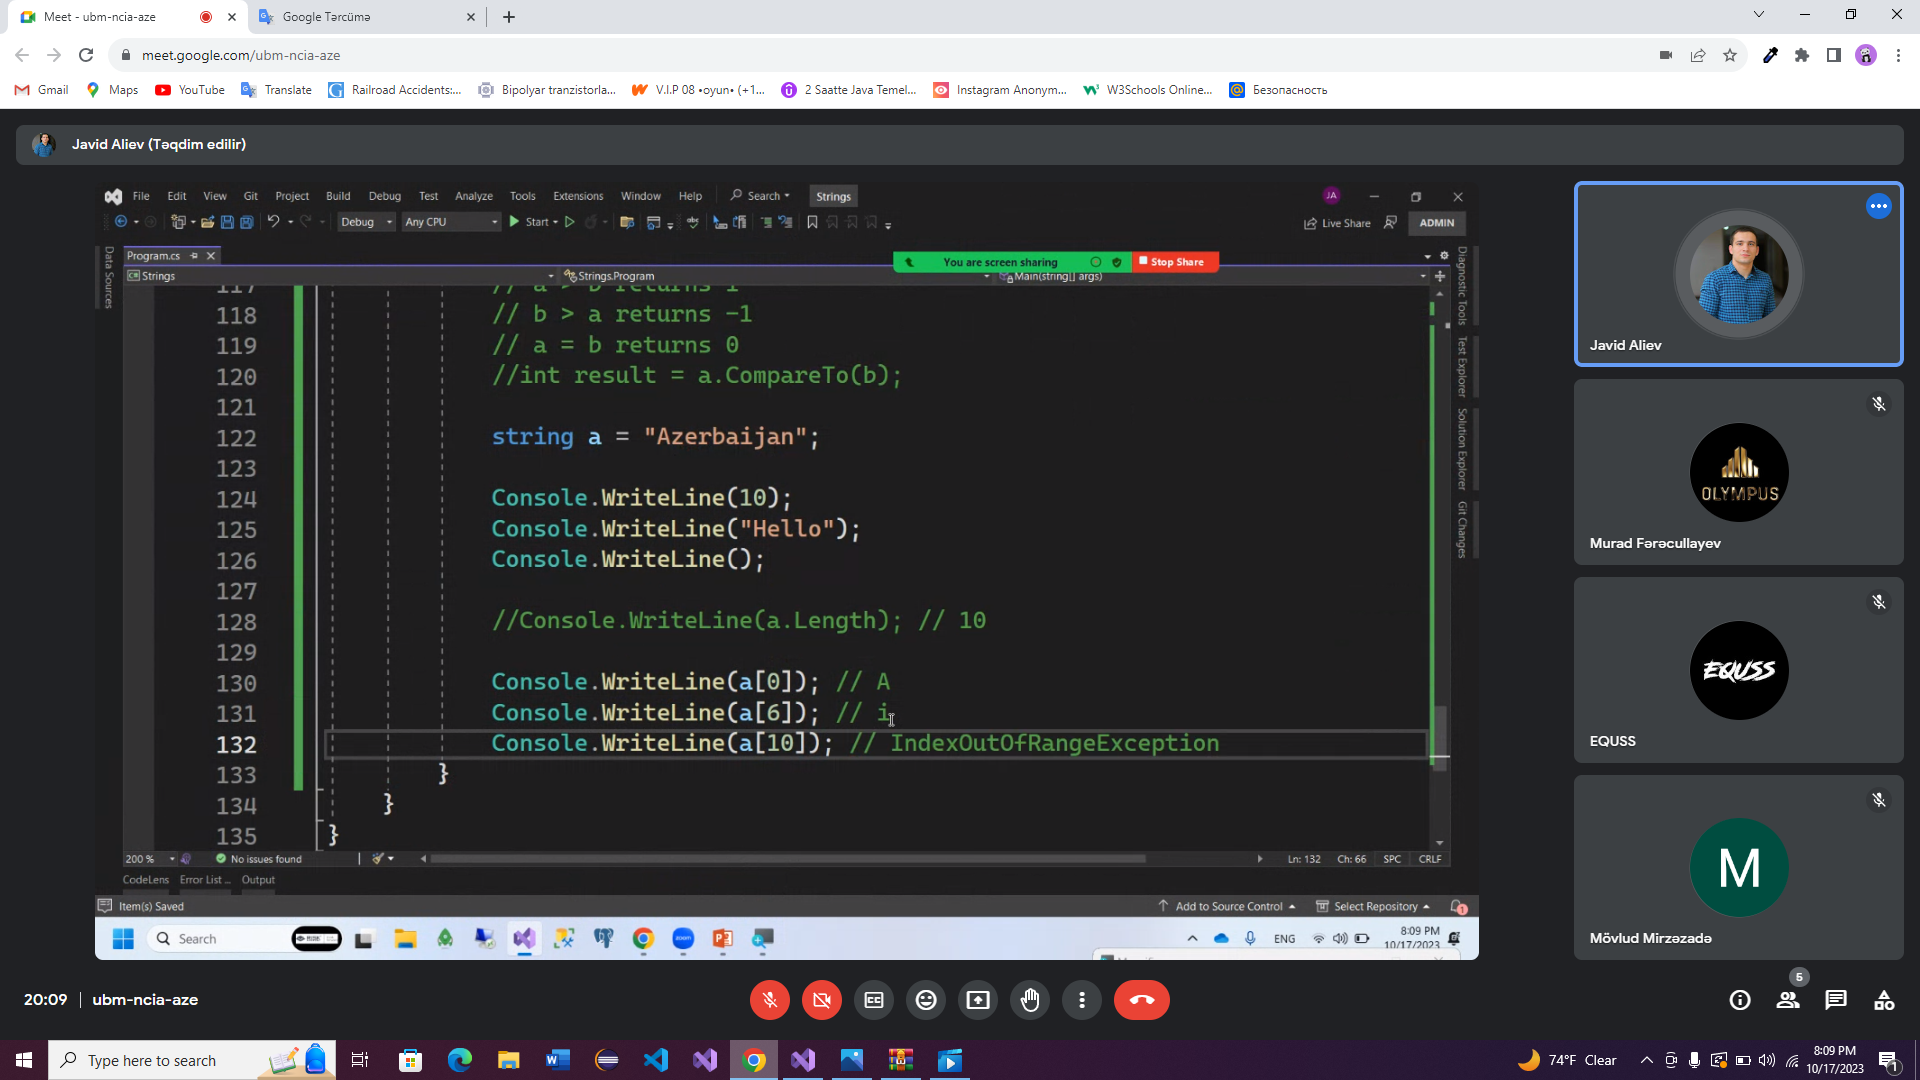 Meet - ubm-ncia-aze
Google Tərcümə
meet.google.com/ubm-ncia-aze
Gmail
Maps
YouTube
Translate
Railroad Accidents:...
Bipolyar tranzistorla...
V.I.P 08 •oyun• (+1...
2 Saatte Java Temel...
Instagram Anonym...
W3Schools Online...
Безопасность
Javid Aliev (Təqdim edilir)
File Edit View Git Project Build Debug Test Analyze Tools Extensions Window Help Search Strings
JA
Debug Any CPU Start Live Share ADMIN
Data Sources
Program.cs
You are screen sharing Stop Share
Strings Strings.Program Main(string[] args)
117 // a > b returns 1
118 // b > a returns -1
119 // a = b returns 0
120 //int result = a.CompareTo(b);
121
122 string a = "Azerbaijan";
123
124 Console.WriteLine(10);
125 Console.WriteLine("Hello");
126 Console.WriteLine();
127
128 //Console.WriteLine(a.Length); // 10
129
130 Console.WriteLine(a[0]); // A
131 Console.WriteLine(a[6]); // i
132 Console.WriteLine(a[10]); // IndexOutOfRangeException
133 }
134 }
135 }
Diagnostic Tools
Test Explorer
Solution Explorer
Git Changes
200 % No issues found Ln: 132 Ch: 66 SPC CRLF
CodeLens Error List ... Output
Item(s) Saved Add to Source Control Select Repository 1
Search
zoom
ENG
8:09 PM
10/17/2023
Javid Aliev
OLYMPUS
Murad Fərəcullayev
EQUSS
EQUSS
M
Mövlud Mirzəzadə
20:09 ubm-ncia-aze
5
Type here to search
74°F Clear
8:09 PM
10/17/2023
1